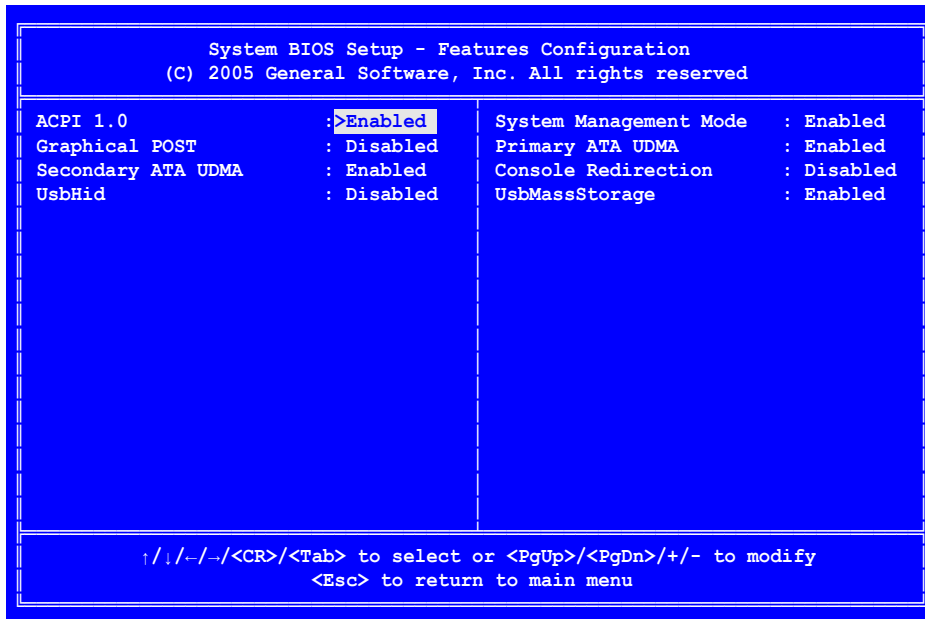 System BIOS Setup - Features Configuration
(C) 2005 General Software, Inc. All rights reserved
ACPI 1.0 :>Enabled
Graphical POST : Disabled
Secondary ATA UDMA : Enabled
UsbHid : Disabled
System Management Mode : Enabled
Primary ATA UDMA : Enabled
Console Redirection : Disabled
UsbMassStorage : Enabled
↑/↓/←/→/<CR>/<Tab> to select or <PgUp>/<PgDn>/+/- to modify
<Esc> to return to main menu